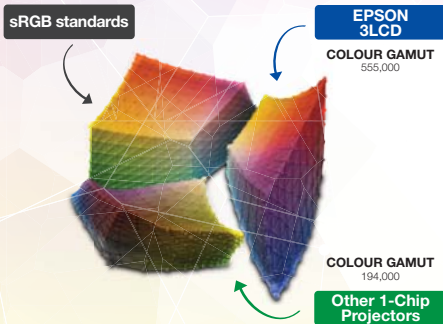 sRGB standards
EPSON
3LCD
COLOUR GAMUT
555,000
COLOUR GAMUT
194,000
Other 1-Chip
Projectors